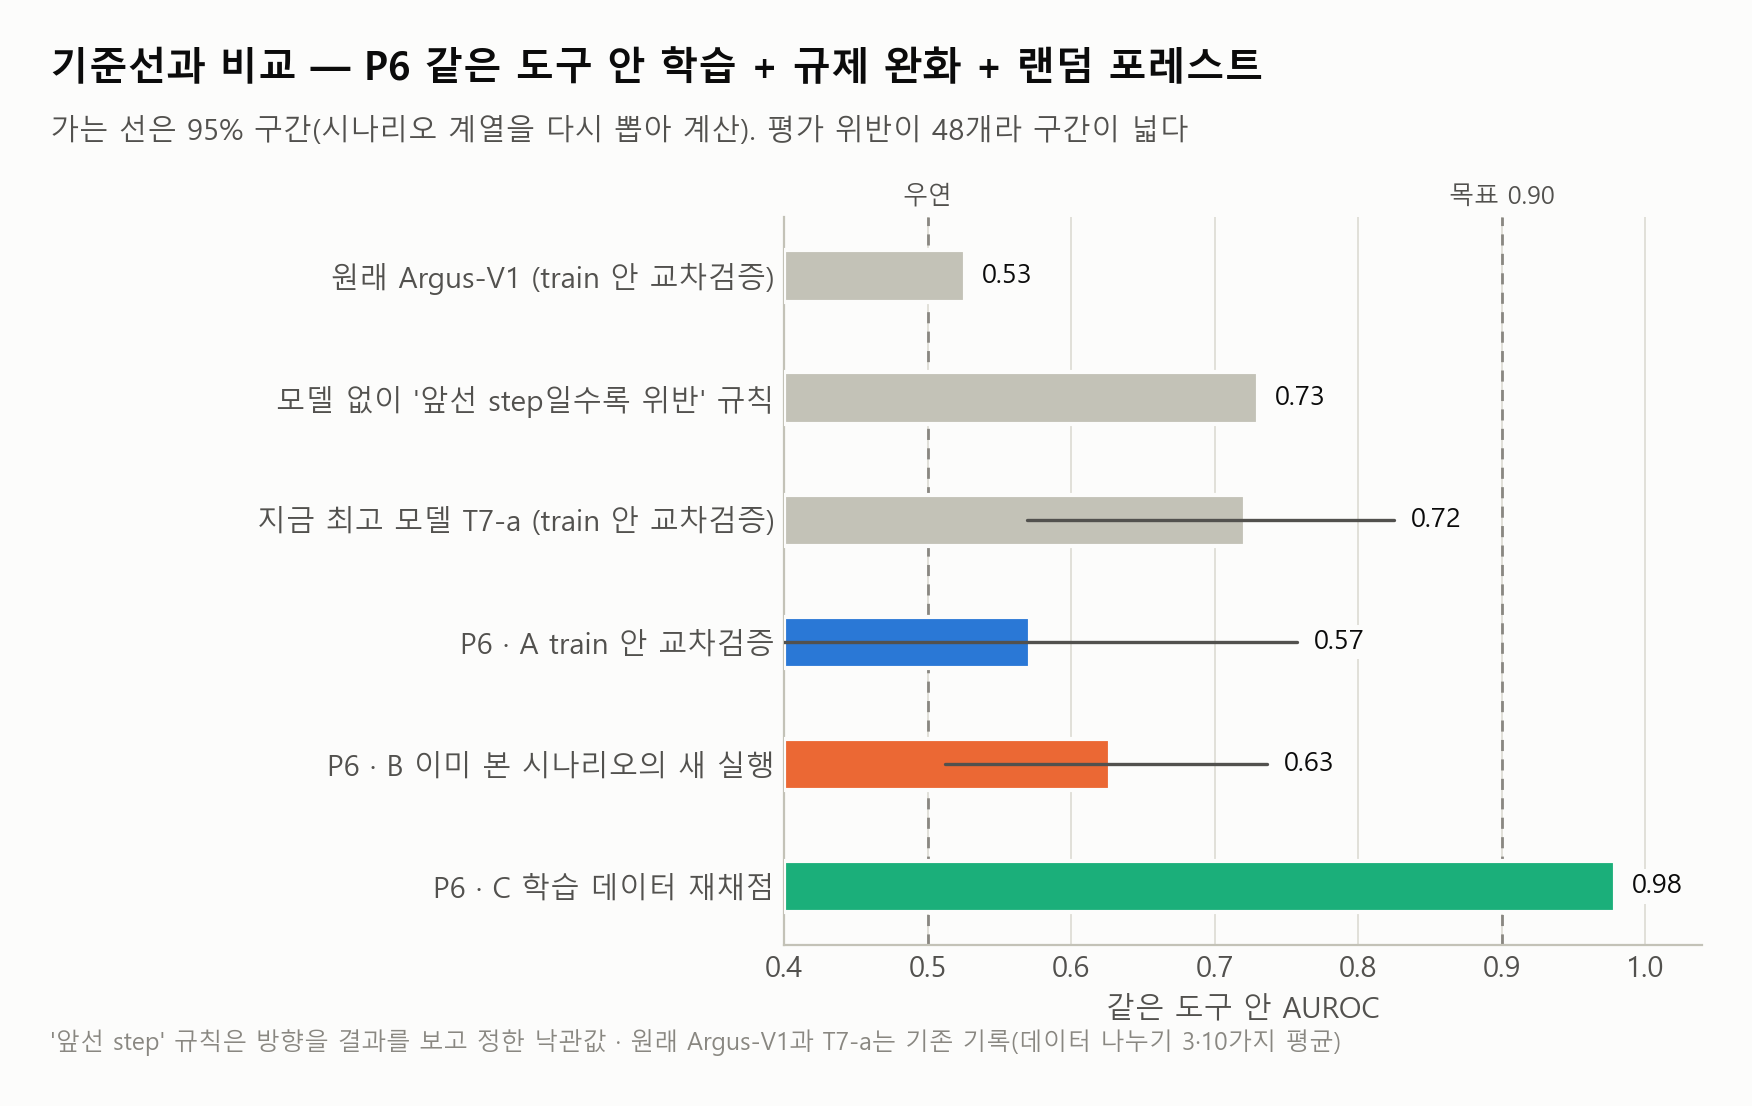 기준선과 비교 — P6 같은 도구 안 학습 + 규제 완화 + 랜덤 포레스트
가는 선은 95% 구간(시나리오 계열을 다시 뽑아 계산). 평가 위반이 48개라 구간이 넓다
우연
목표 0.90
원래 Argus-V1 (train 안 교차검증)
0.53
모델 없이 '앞선 step일수록 위반' 규칙
0.73
지금 최고 모델 T7-a (train 안 교차검증)
0.72
P6 · A train 안 교차검증
0.57
P6 · B 이미 본 시나리오의 새 실행
0.63
P6 · C 학습 데이터 재채점
0.98
0.4 0.5 0.6 0.7 0.8 0.9 1.0
같은 도구 안 AUROC
'앞선 step' 규칙은 방향을 결과를 보고 정한 낙관값 · 원래 Argus-V1과 T7-a는 기존 기록(데이터 나누기 3·10가지 평균)